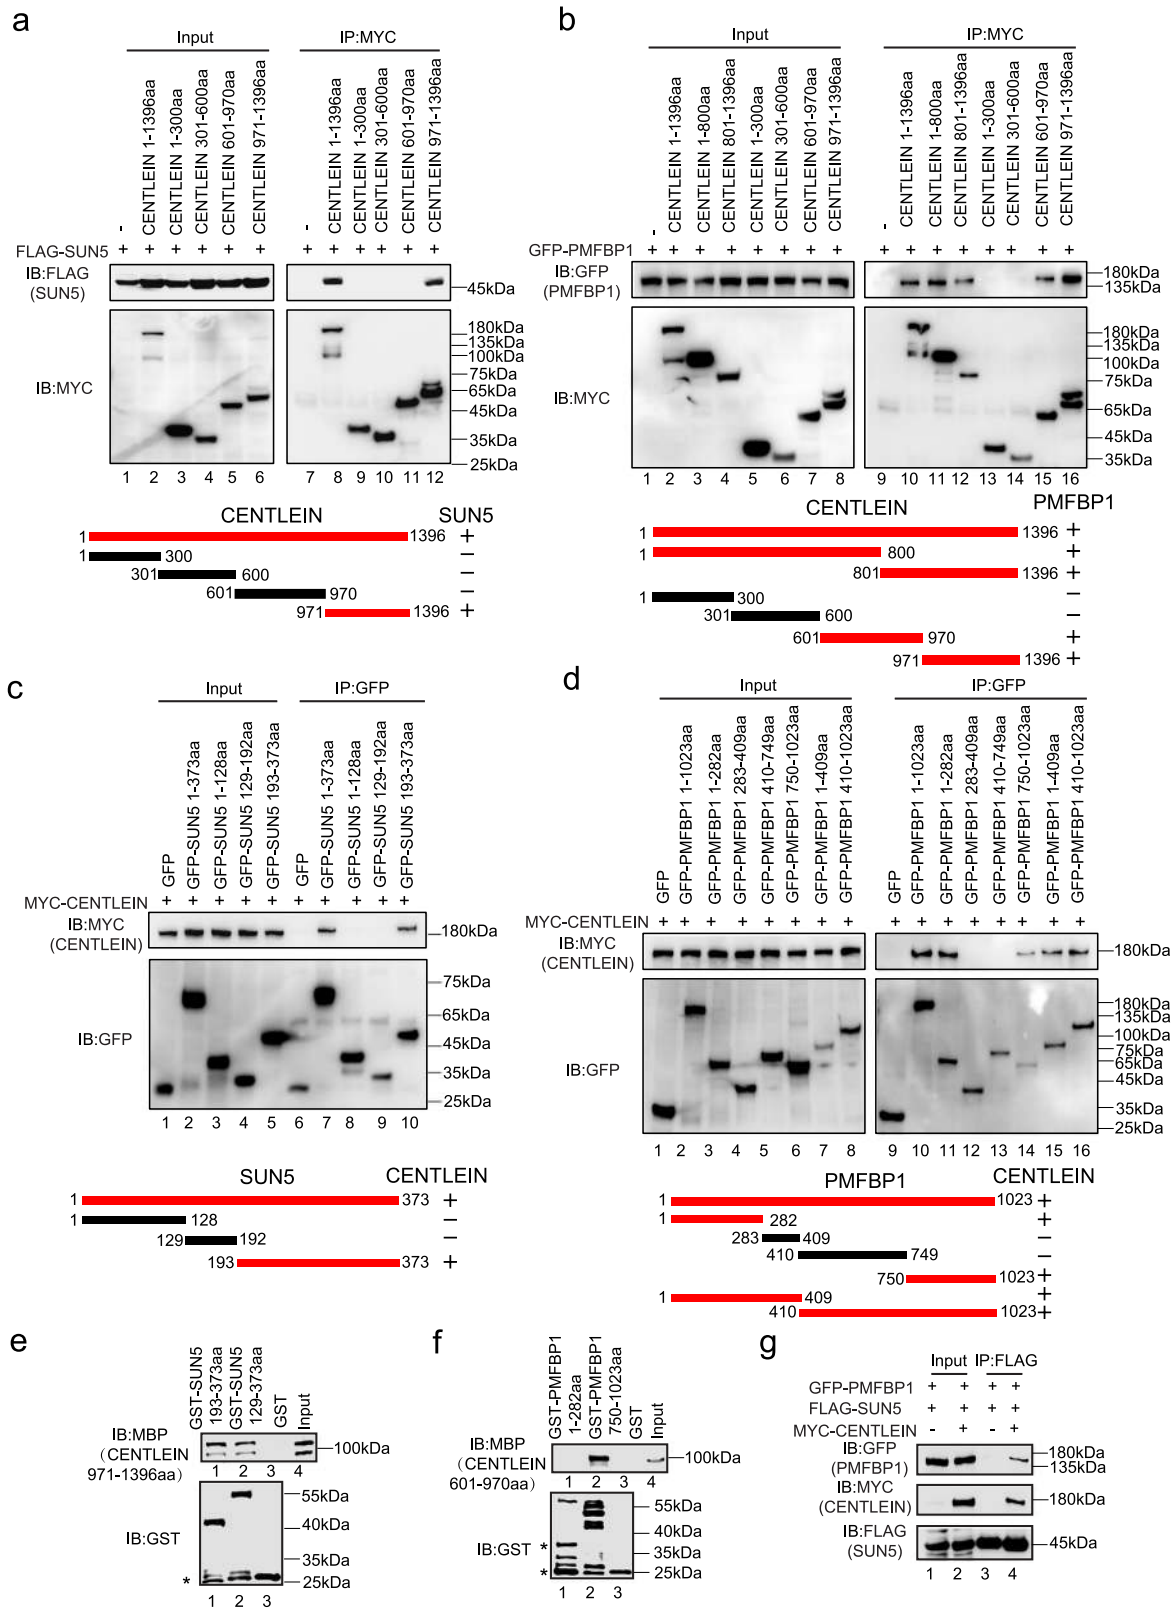 a
Input
IP:MYC
-
CENTLEIN 1-1396aa
CENTLEIN 1-300aa
CENTLEIN 301-600aa
CENTLEIN 601-970aa
CENTLEIN 971-1396aa
-
CENTLEIN 1-1396aa
CENTLEIN 1-300aa
CENTLEIN 301-600aa
CENTLEIN 601-970aa
CENTLEIN 971-1396aa
FLAG-SUN5 + + + + + + + + + + + +
IB:FLAG
(SUN5)
45kDa
IB:MYC
180kDa
135kDa
100kDa
75kDa
65kDa
45kDa
35kDa
25kDa
1 2 3 4 5 6 7 8 9 10 11 12
CENTLEIN SUN5
1 1396 +
1 300 −
301 600 −
601 970 −
971 1396 +
b
Input
IP:MYC
-
CENTLEIN 1-1396aa
CENTLEIN 1-800aa
CENTLEIN 801-1396aa
CENTLEIN 1-300aa
CENTLEIN 301-600aa
CENTLEIN 601-970aa
CENTLEIN 971-1396aa
-
CENTLEIN 1-1396aa
CENTLEIN 1-800aa
CENTLEIN 801-1396aa
CENTLEIN 1-300aa
CENTLEIN 301-600aa
CENTLEIN 601-970aa
CENTLEIN 971-1396aa
GFP-PMFBP1 + + + + + + + + + + + + + + + +
IB:GFP
(PMFBP1)
180kDa
135kDa
IB:MYC
180kDa
135kDa
100kDa
75kDa
65kDa
45kDa
35kDa
1 2 3 4 5 6 7 8 9 10 11 12 13 14 15 16
CENTLEIN PMFBP1
1 1396 +
1 800 +
801 1396 +
1 300 −
301 600 −
601 970 +
971 1396 +
c
Input
IP:GFP
GFP
GFP-SUN5 1-373aa
GFP-SUN5 1-128aa
GFP-SUN5 129-192aa
GFP-SUN5 193-373aa
GFP
GFP-SUN5 1-373aa
GFP-SUN5 1-128aa
GFP-SUN5 129-192aa
GFP-SUN5 193-373aa
MYC-CENTLEIN + + + + + + + + + +
IB:MYC
(CENTLEIN)
180kDa
IB:GFP
75kDa
65kDa
45kDa
35kDa
25kDa
1 2 3 4 5 6 7 8 9 10
SUN5 CENTLEIN
1 373 +
1 128 −
129 192 −
193 373 +
d
Input
IP:GFP
GFP
GFP-PMFBP1 1-1023aa
GFP-PMFBP1 1-282aa
GFP-PMFBP1 283-409aa
GFP-PMFBP1 410-749aa
GFP-PMFBP1 750-1023aa
GFP-PMFBP1 1-409aa
GFP-PMFBP1 410-1023aa
GFP
GFP-PMFBP1 1-1023aa
GFP-PMFBP1 1-282aa
GFP-PMFBP1 283-409aa
GFP-PMFBP1 410-749aa
GFP-PMFBP1 750-1023aa
GFP-PMFBP1 1-409aa
GFP-PMFBP1 410-1023aa
MYC-CENTLEIN + + + + + + + + + + + + + + + +
IB:MYC
(CENTLEIN)
180kDa
IB:GFP
180kDa
135kDa
100kDa
75kDa
65kDa
45kDa
35kDa
25kDa
1 2 3 4 5 6 7 8 9 10 11 12 13 14 15 16
PMFBP1 CENTLEIN
1 1023 +
1 282 +
283 409 −
410 749 −
750 1023 +
1 409 +
410 1023 +
e
GST-SUN5
193-373aa
GST-SUN5
129-373aa
GST
Input
IB:MBP
(CENTLEIN
971-1396aa)
100kDa
1 2 3 4
IB:GST
55kDa
40kDa
35kDa
25kDa
*
1 2 3
f
GST-PMFBP1
1-282aa
GST-PMFBP1
750-1023aa
GST
Input
IB:MBP
(CENTLEIN
601-970aa)
100kDa
1 2 3 4
IB:GST
55kDa
40kDa
35kDa
25kDa
*
*
1 2 3
g
Input IP:FLAG
GFP-PMFBP1 + + + +
FLAG-SUN5 + + + +
MYC-CENTLEIN - + - +
IB:GFP
(PMFBP1)
180kDa
135kDa
IB:MYC
(CENTLEIN)
180kDa
IB:FLAG
(SUN5)
45kDa
1 2 3 4